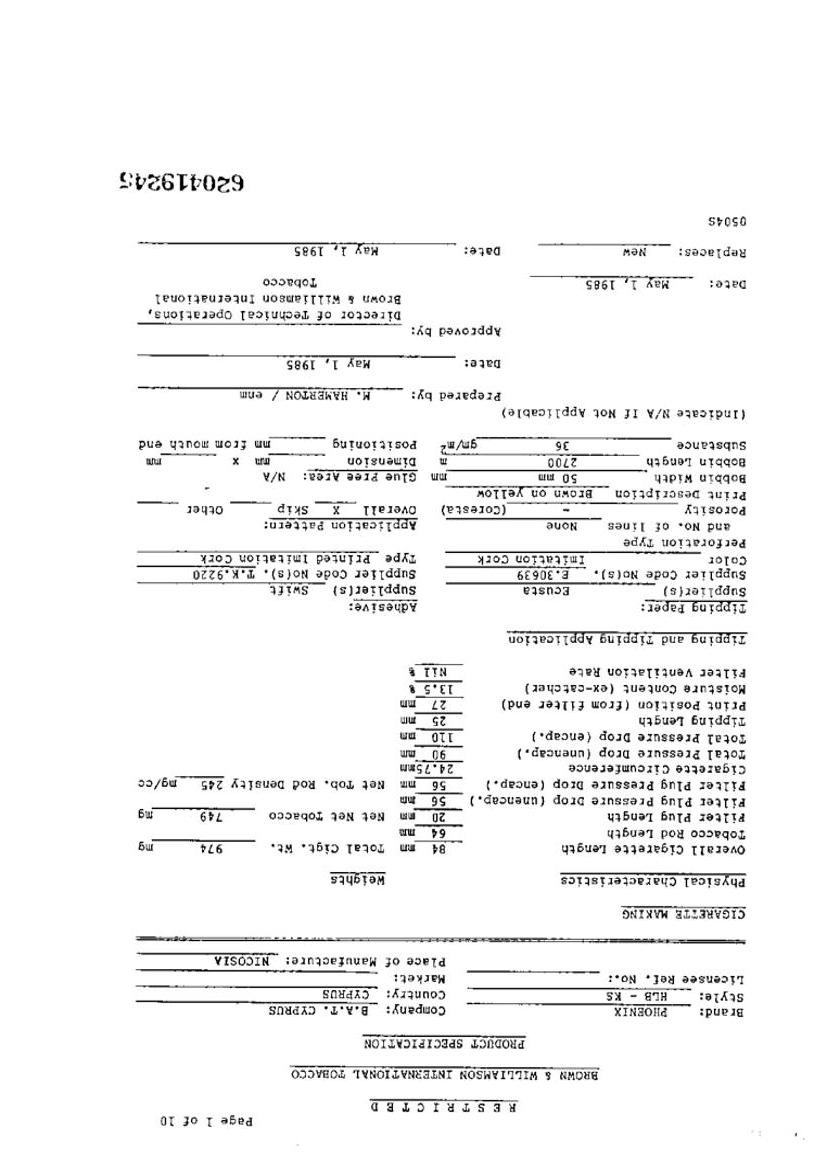 Page 1 of 10
R E S T R I C T E D
BROWN & WILLIAMSON INTERNATIONAL TOBACCO
PRODUCT SPECIFICATION
Brand: PHOENIX Company: B.A.T. CYPRUS
Style: HLB - KS Country: CYPRUS
Licensee Ref. No.: Market:
Place of Manufacture: NICOSIA
CIGARETTE MAKING
Physical Characteristics Weights
Overall Cigarette Length 84 mm Total Cigt. Wt. 974 mg
Tobacco Rod Length 64 mm
Filter Plug Length 20 mm Net Net Tobacco 749 mg
Filter Plug Pressure Drop (unencap.) 56 mm
Filter Plug Pressure Drop (encap.) 56 mm Net Tob. Rod Density 245 mg/cc
Cigarette Circumference 24.75mm
Total Pressure Drop (unencap.) 90 mm
Total Pressure Drop (encap.) 110 mm
Tipping Length 25 mm
Print Position (from filter end) 27 mm
Moisture Content (ex-catcher) 13.5 %
Filter Ventilation Rate Nil %
Tipping and Tipping Application
Tipping Paper: Adhesive:
Supplier(s) Ecusta Supplier(s) Swift
Supplier Code No(s). E.30639 Supplier Code No(s). T.K.9220
Color Imitation Cork Type Printed Imitation Cork
Perforation Type
and No. of lines None Application Pattern:
Porosity - (Coresta) Overall X Skip Other
Print Description Brown on yellow
Bobbin Width 50 mm mm Glue Free Area: N/A
Bobbin Length 2700 m Dimension mm x mm
Substance 36 gm/m² Positioning mm from mouth end
(Indicate N/A If Not Applicable)
Prepared by: M. HAMERTON / enm
Date: May 1, 1985
Approved by:
Director of Technical Operations,
Brown & Williamson International
Tobacco
Date: May 1, 1985
Replaces: New Date: May 1, 1985
0504S
620419245